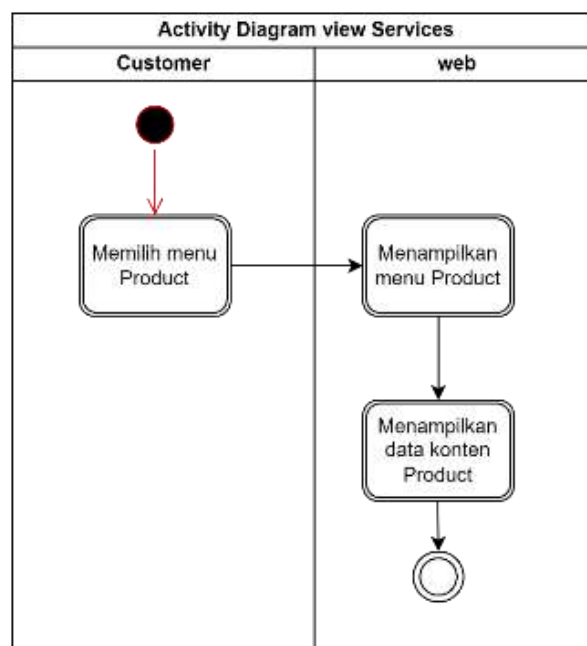 Activity Diagram view Services
Customer
web
Memilih menu
Product
Menampilkan
menu Product
Menampilkan
data konten
Product